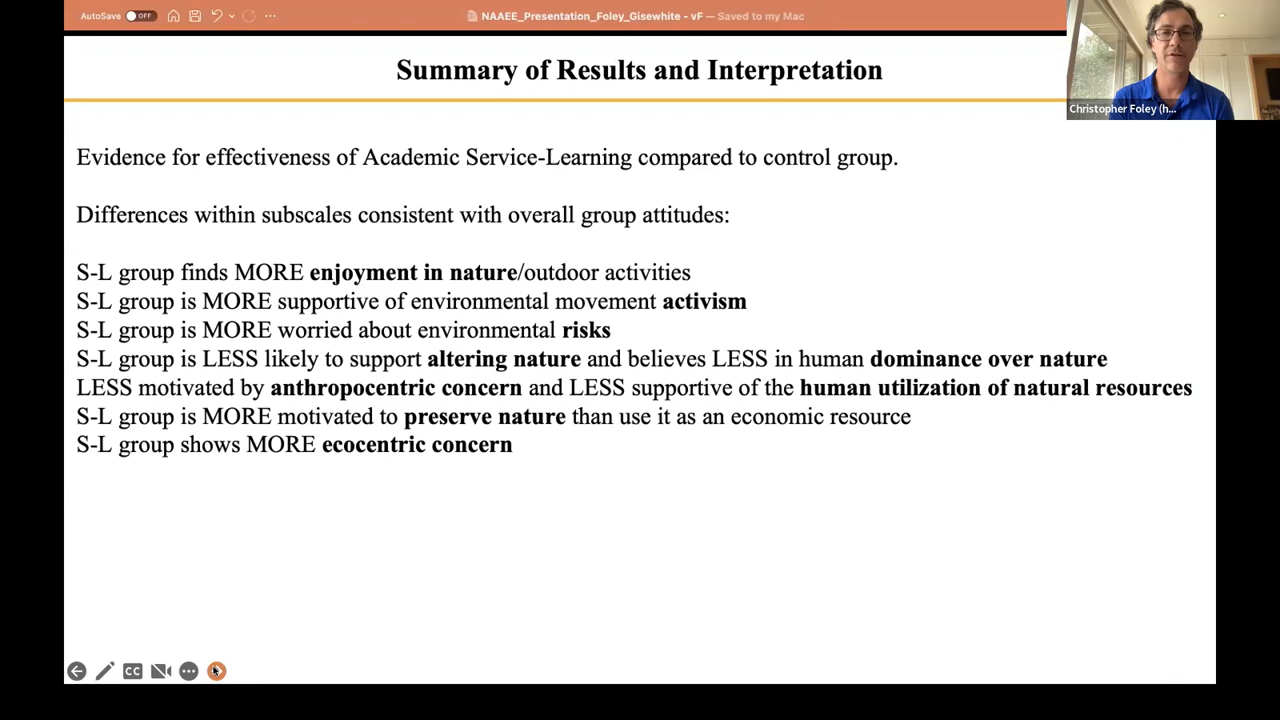 AutoSave OFF
NAAEE_Presentation_Foley_Gisewhite - vF — Saved to my Mac
Christopher Foley (h...
Summary of Results and Interpretation
Evidence for effectiveness of Academic Service-Learning compared to control group.
Differences within subscales consistent with overall group attitudes:
S-L group finds MORE enjoyment in nature/outdoor activities
S-L group is MORE supportive of environmental movement activism
S-L group is MORE worried about environmental risks
S-L group is LESS likely to support altering nature and believes LESS in human dominance over nature
LESS motivated by anthropocentric concern and LESS supportive of the human utilization of natural resources
S-L group is MORE motivated to preserve nature than use it as an economic resource
S-L group shows MORE ecocentric concern
CC